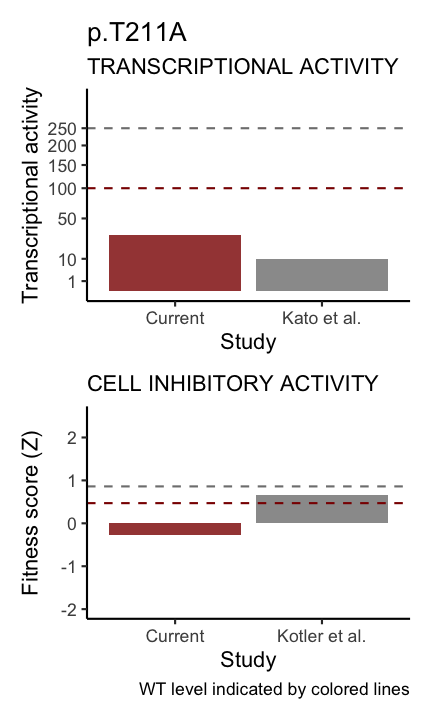 p.T211A
TRANSCRIPTIONAL ACTIVITY
Transcriptional activity
250
200
150
100
50
10
1
Current
Kato et al.
Study
CELL INHIBITORY ACTIVITY
Fitness score (Z)
2
1
0
-1
-2
Current
Kotler et al.
Study
WT level indicated by colored lines